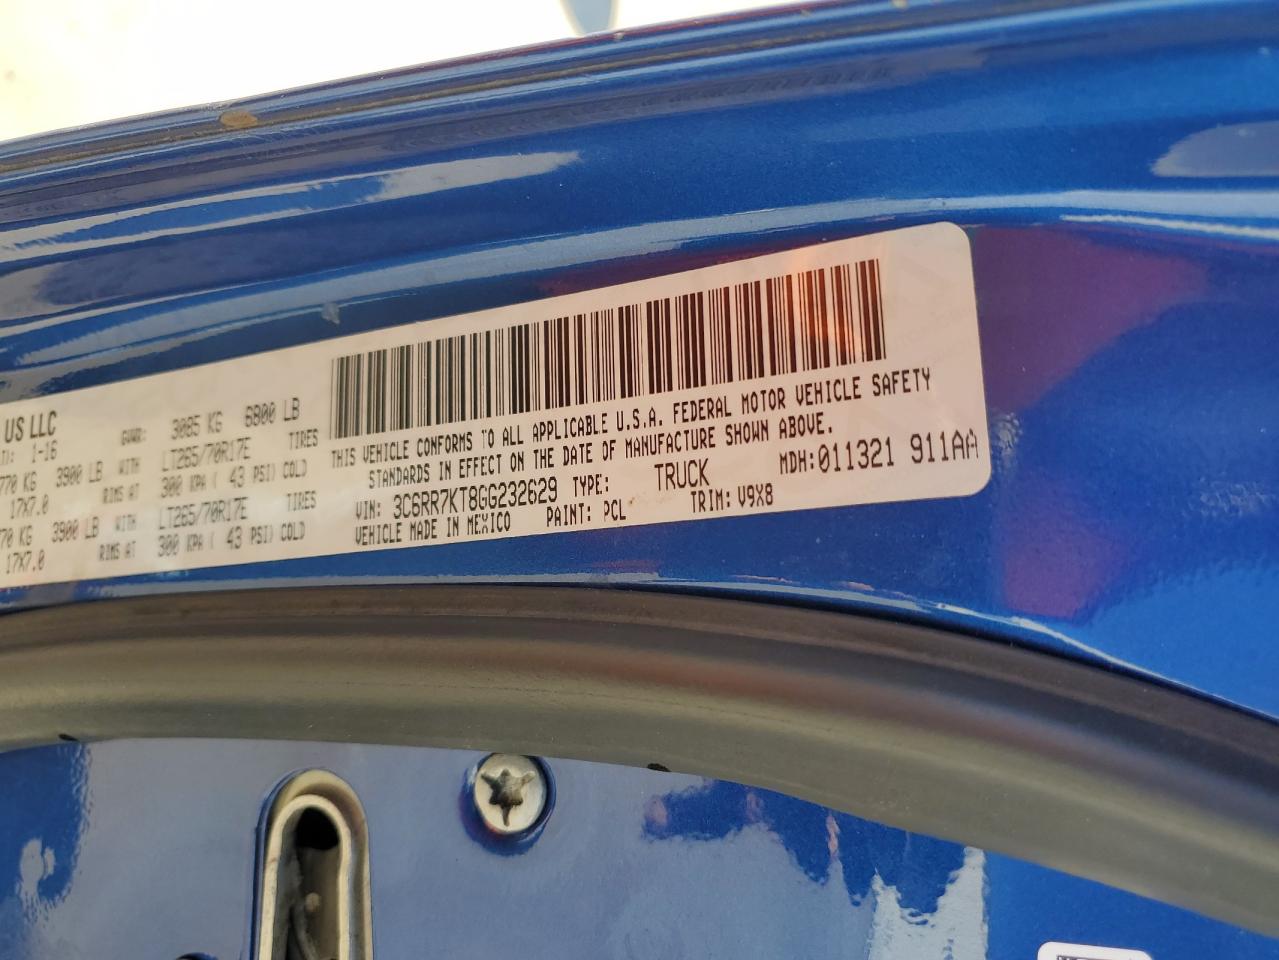 US LLC
1-16 GVWR: 3085 KG 6800 LB
KG 3900 LB WITH LT265/70R17E TIRES
17X7.0 RIMS AT 300 KPA ( 43 PSI) COLD
KG 3900 LB WITH LT265/70R17E TIRES
17X7.0 RIMS AT 300 KPA ( 43 PSI) COLD
THIS VEHICLE CONFORMS TO ALL APPLICABLE U.S.A. FEDERAL MOTOR VEHICLE SAFETY
STANDARDS IN EFFECT ON THE DATE OF MANUFACTURE SHOWN ABOVE.
VIN: 3C6RR7KT8GG232629 TYPE: TRUCK MDH:011321 911AA
VEHICLE MADE IN MEXICO PAINT: PCL TRIM: V9X8